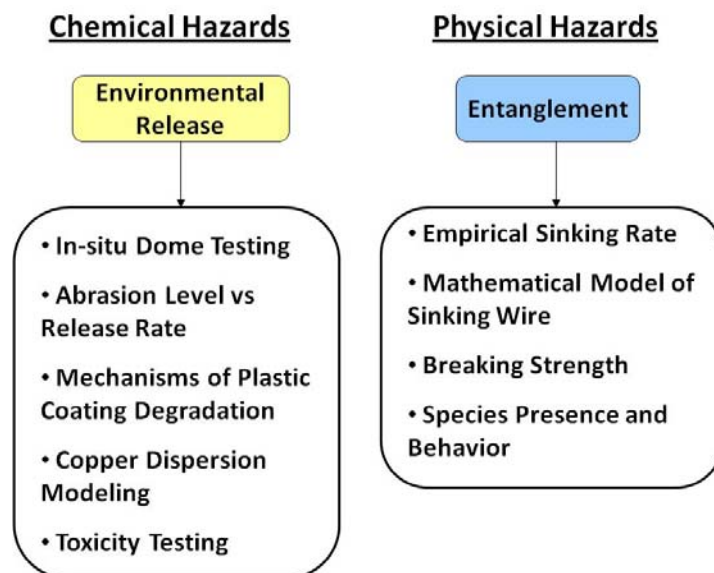 Chemical Hazards
Environmental
Release
• In-situ Dome Testing
• Abrasion Level vs
Release Rate
• Mechanisms of Plastic
Coating Degradation
• Copper Dispersion
Modeling
• Toxicity Testing
Physical Hazards
Entanglement
• Empirical Sinking Rate
• Mathematical Model of
Sinking Wire
• Breaking Strength
• Species Presence and
Behavior